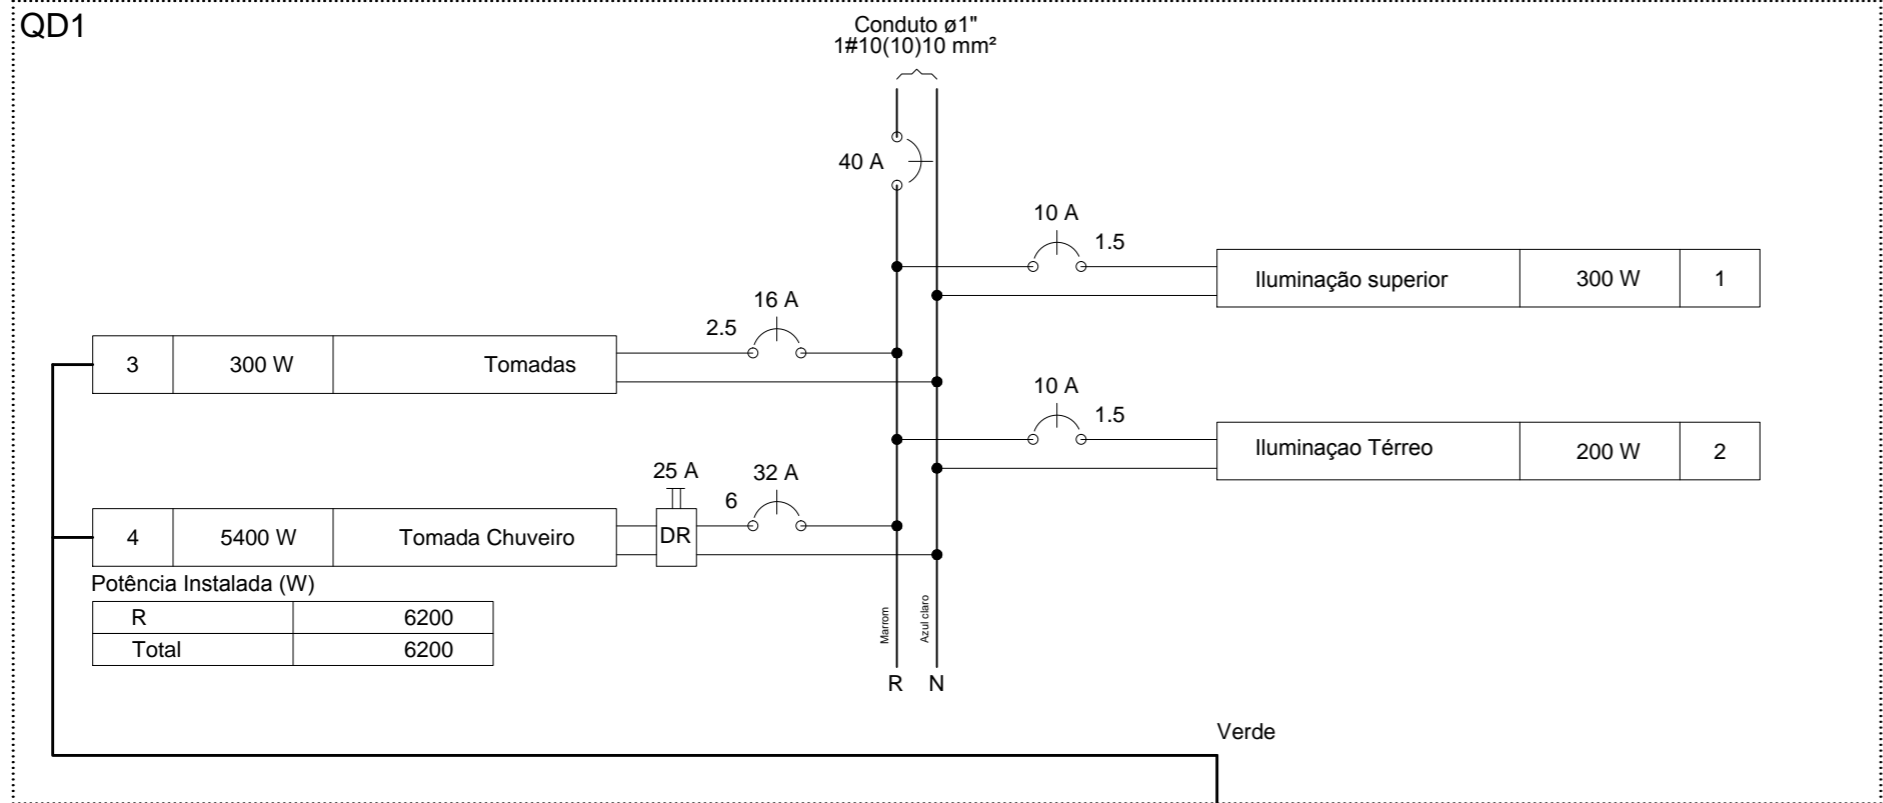 QD1
Conduto ø1"
1#10(10)10 mm²
40 A
10 A
1.5
Iluminação superior 300 W 1
16 A
2.5
3 300 W Tomadas
10 A
1.5
Iluminaçao Térreo 200 W 2
25 A
32 A
6
4 5400 W Tomada Chuveiro
DR
Potência Instalada (W)
R 6200
Total 6200
Marrom
Azul claro
R N
Verde